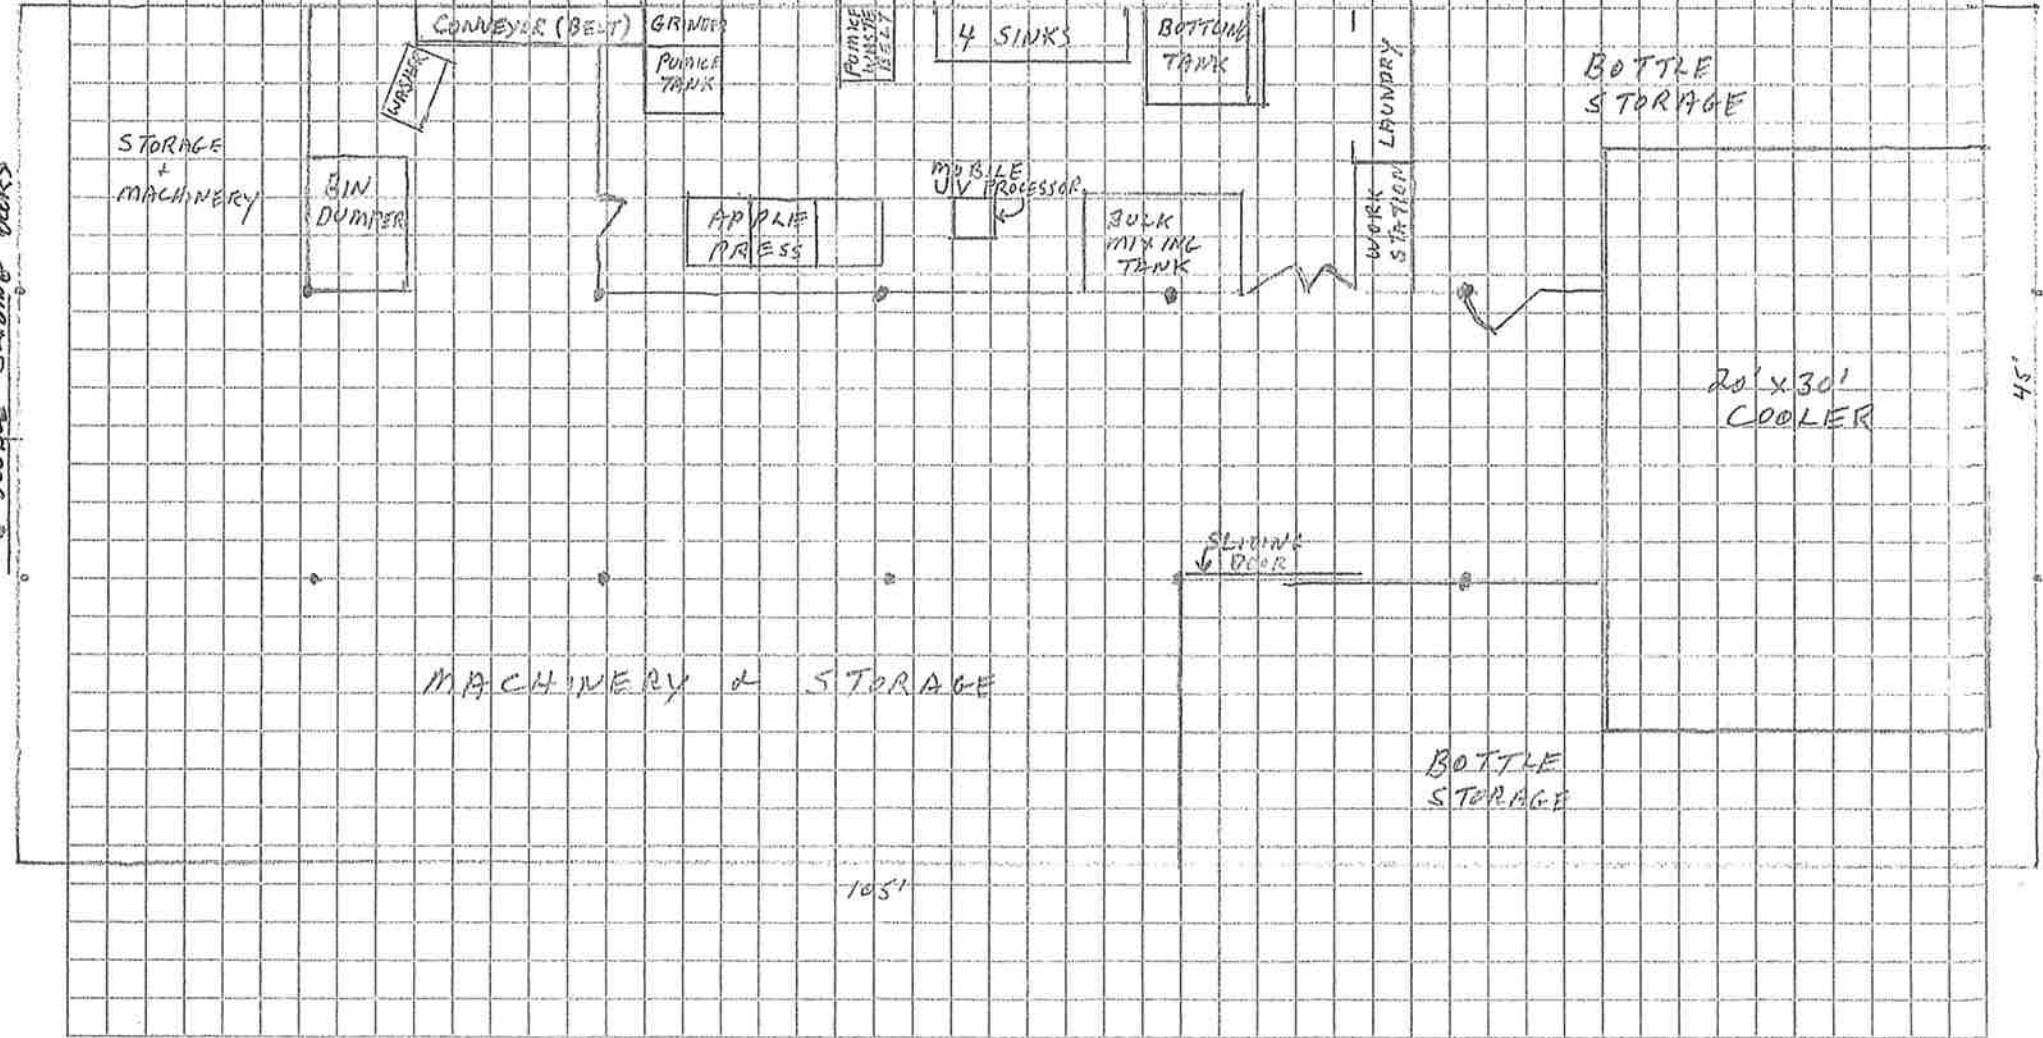 CONVEYOR (BELT)
GRINDER
PUMICE
TANK
PUMICE
WASTE
BELT
4 SINKS
BOTTLING
TANK
LAUNDRY
BOTTLE
STORAGE
WASHER
STORAGE
+
MACHINERY
BIN
DUMPER
APPLE
PRESS
MOBILE
UV PROCESSOR
BULK
MIXING
TANK
WORK
STATION
20' X 30'
COOLER
45'
SLIDING
DOOR
MACHINERY & STORAGE
BOTTLE
STORAGE
105'